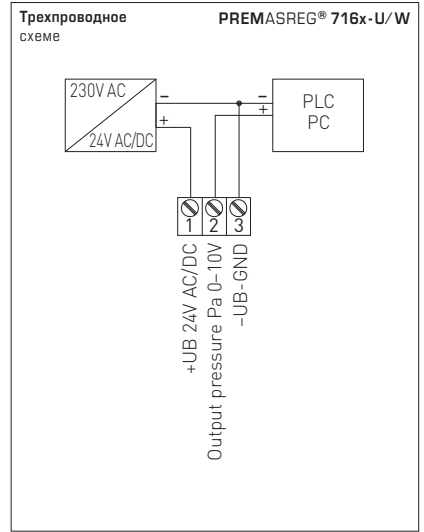 Трехпроводное PREMASREG® 716x-U/W
схеме
230V AC
24V AC/DC
–
+
–
+
PLC
PC
1 2 3
+UB 24V AC/DC
Output pressure Pa 0–10V
–UB-GND